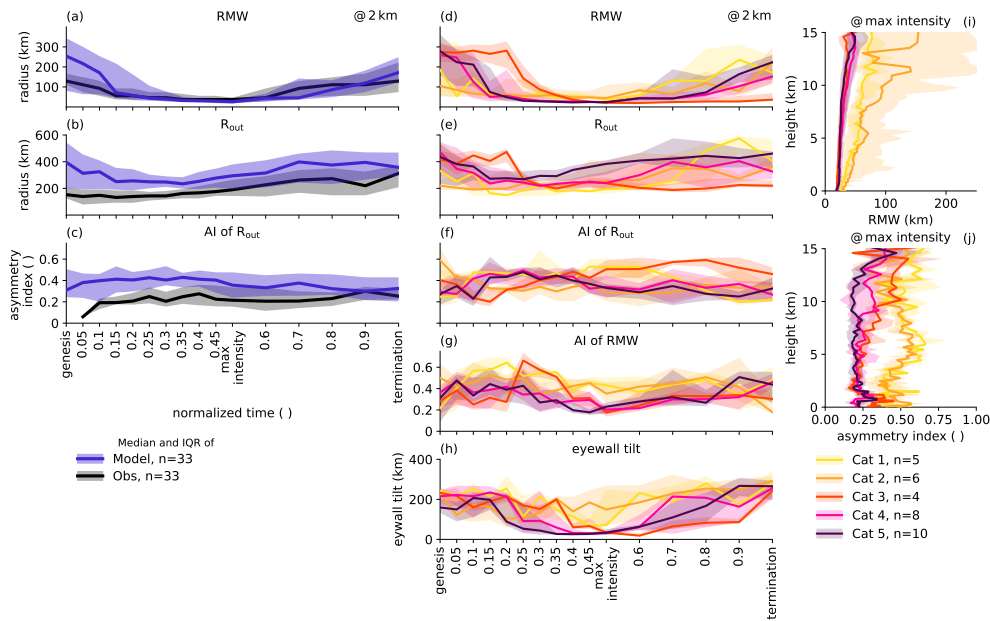 (a)
RMW
@ 2 km
300
200
100
radius (km)
(b)
R_out
600
400
200
radius (km)
(c)
AI of R_out
0.6
0.4
0.2
0
asymmetry
index ( )
genesis
0.05
0.1
0.15
0.2
0.25
0.3
0.35
0.4
0.45
max
intensity
0.6
0.7
0.8
0.9
termination
normalized time ( )
Median and IQR of
Model, n=33
Obs, n=33
(d)
RMW
@ 2 km
(e)
R_out
(f)
AI of R_out
(g)
AI of RMW
0.6
0.4
0.2
0
termination
(h)
eyewall tilt
400
200
0
eyewall tilt (km)
genesis
0.05
0.1
0.15
0.2
0.25
0.3
0.35
0.4
0.45
max
intensity
0.6
0.7
0.8
0.9
termination
@ max intensity (i)
15
10
5
0
height (km)
0
100
200
RMW (km)
@ max intensity (j)
15
10
5
0
height (km)
0.00
0.25
0.50
0.75
1.00
asymmetry index ( )
Cat 1, n=5
Cat 2, n=6
Cat 3, n=4
Cat 4, n=8
Cat 5, n=10